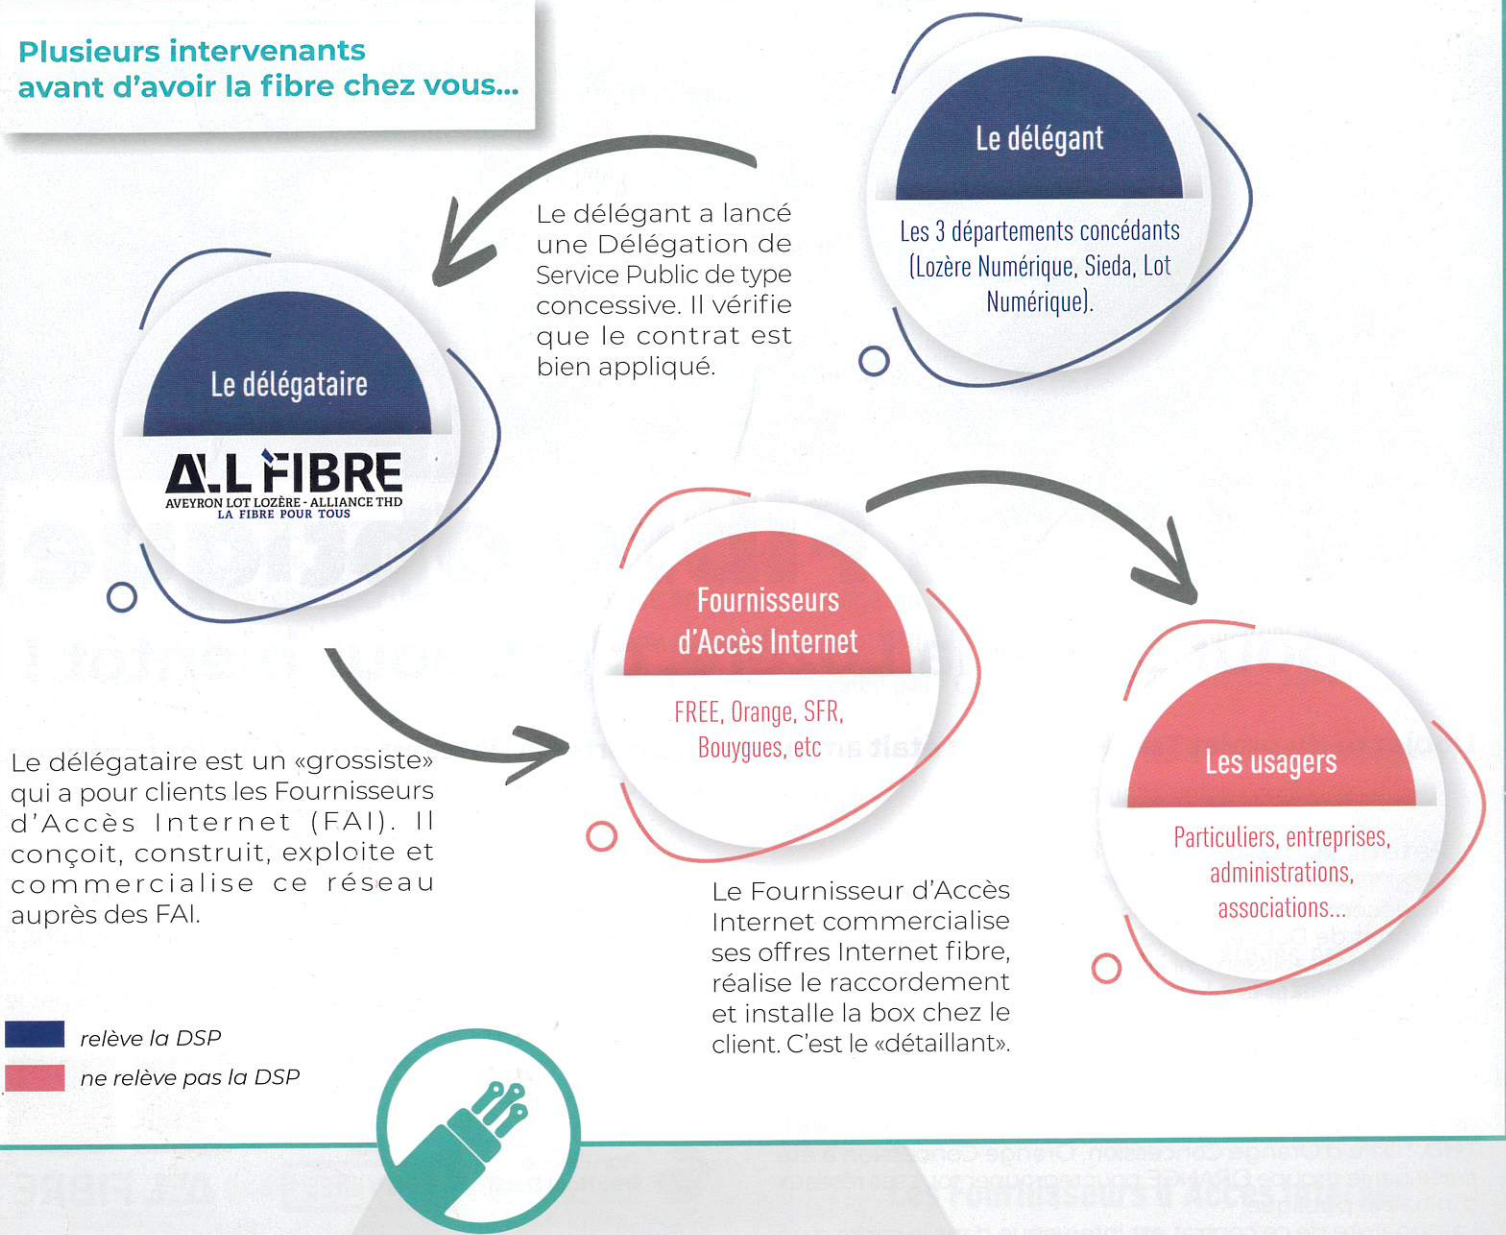 Plusieurs intervenants
avant d'avoir la fibre chez vous...
Le délégant
Les 3 départements concédants
(Lozère Numérique, Sieda, Lot
Numérique).
Le délégant a lancé
une Délégation de
Service Public de type
concessive. Il vérifie
que le contrat est
bien appliqué.
Le délégataire
ALL FIBRE
AVEYRON LOT LOZÈRE - ALLIANCE THD
LA FIBRE POUR TOUS
Le délégataire est un «grossiste»
qui a pour clients les Fournisseurs
d'Accès Internet (FAI). Il
conçoit, construit, exploite et
commercialise ce réseau
auprès des FAI.
Fournisseurs
d'Accès Internet
FREE, Orange, SFR,
Bouygues, etc
Le Fournisseur d'Accès
Internet commercialise
ses offres Internet fibre,
réalise le raccordement
et installe la box chez le
client. C'est le «détaillant».
Les usagers
Particuliers, entreprises,
administrations,
associations...
relève la DSP
ne relève pas la DSP